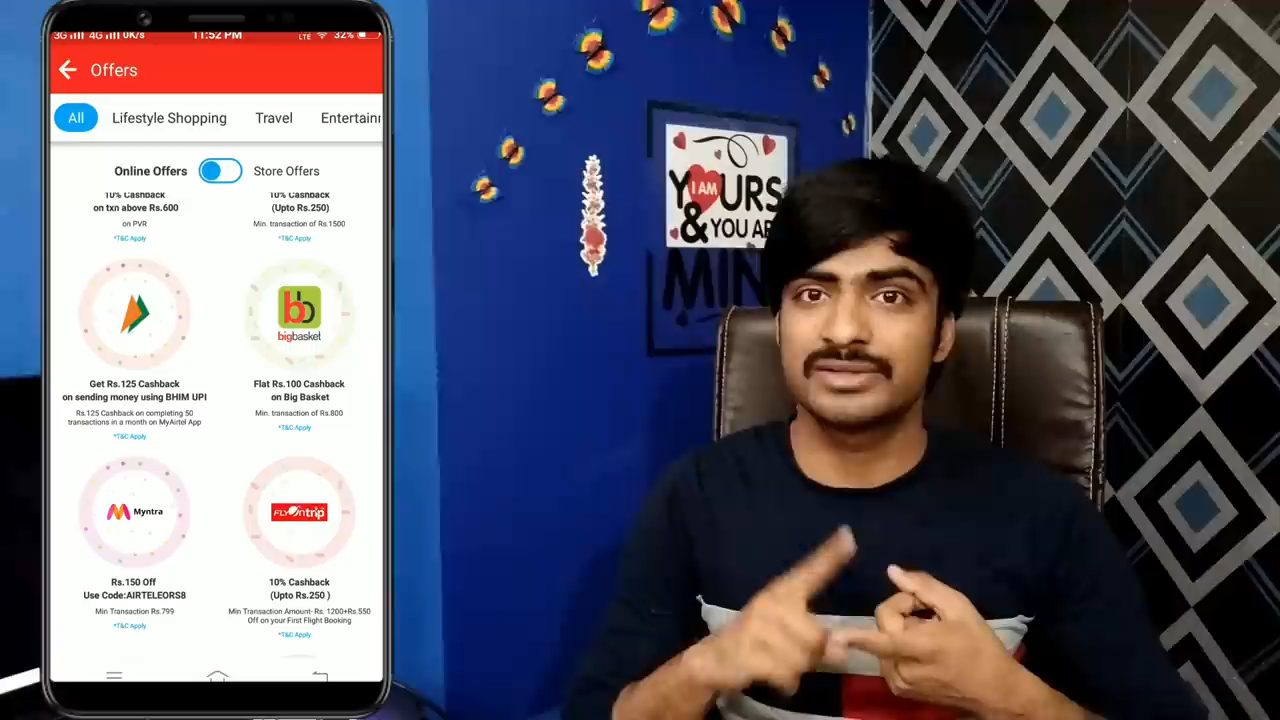 3G 4G 0K/s 11:52 PM LTE 32%
Offers
All Lifestyle Shopping Travel
Online Offers Store Offers
10% Cashback
on txn above Rs.600
on PVR
*T&C Apply
10% Cashback
(Upto Rs.250)
Min. transaction of Rs.1500
*T&C Apply
bb
bigbasket
Get Rs.125 Cashback
on sending money using BHIM UPI
Rs.125 Cashback on completing 50
transactions in a month on MyAirtel App
*T&C Apply
Flat Rs.100 Cashback
on Big Basket
Min. transaction of Rs.800
*T&C Apply
Myntra
FLYONtrip
Rs.150 Off
Use Code:AIRTELEORS8
Min Transaction Rs.799
*T&C Apply
10% Cashback
(Upto Rs.250 )
Min Transaction Amount- Rs. 1200+Rs.550
Off on your First Flight Booking
*T&C Apply
I AM
YOURS
& YOU
MIN